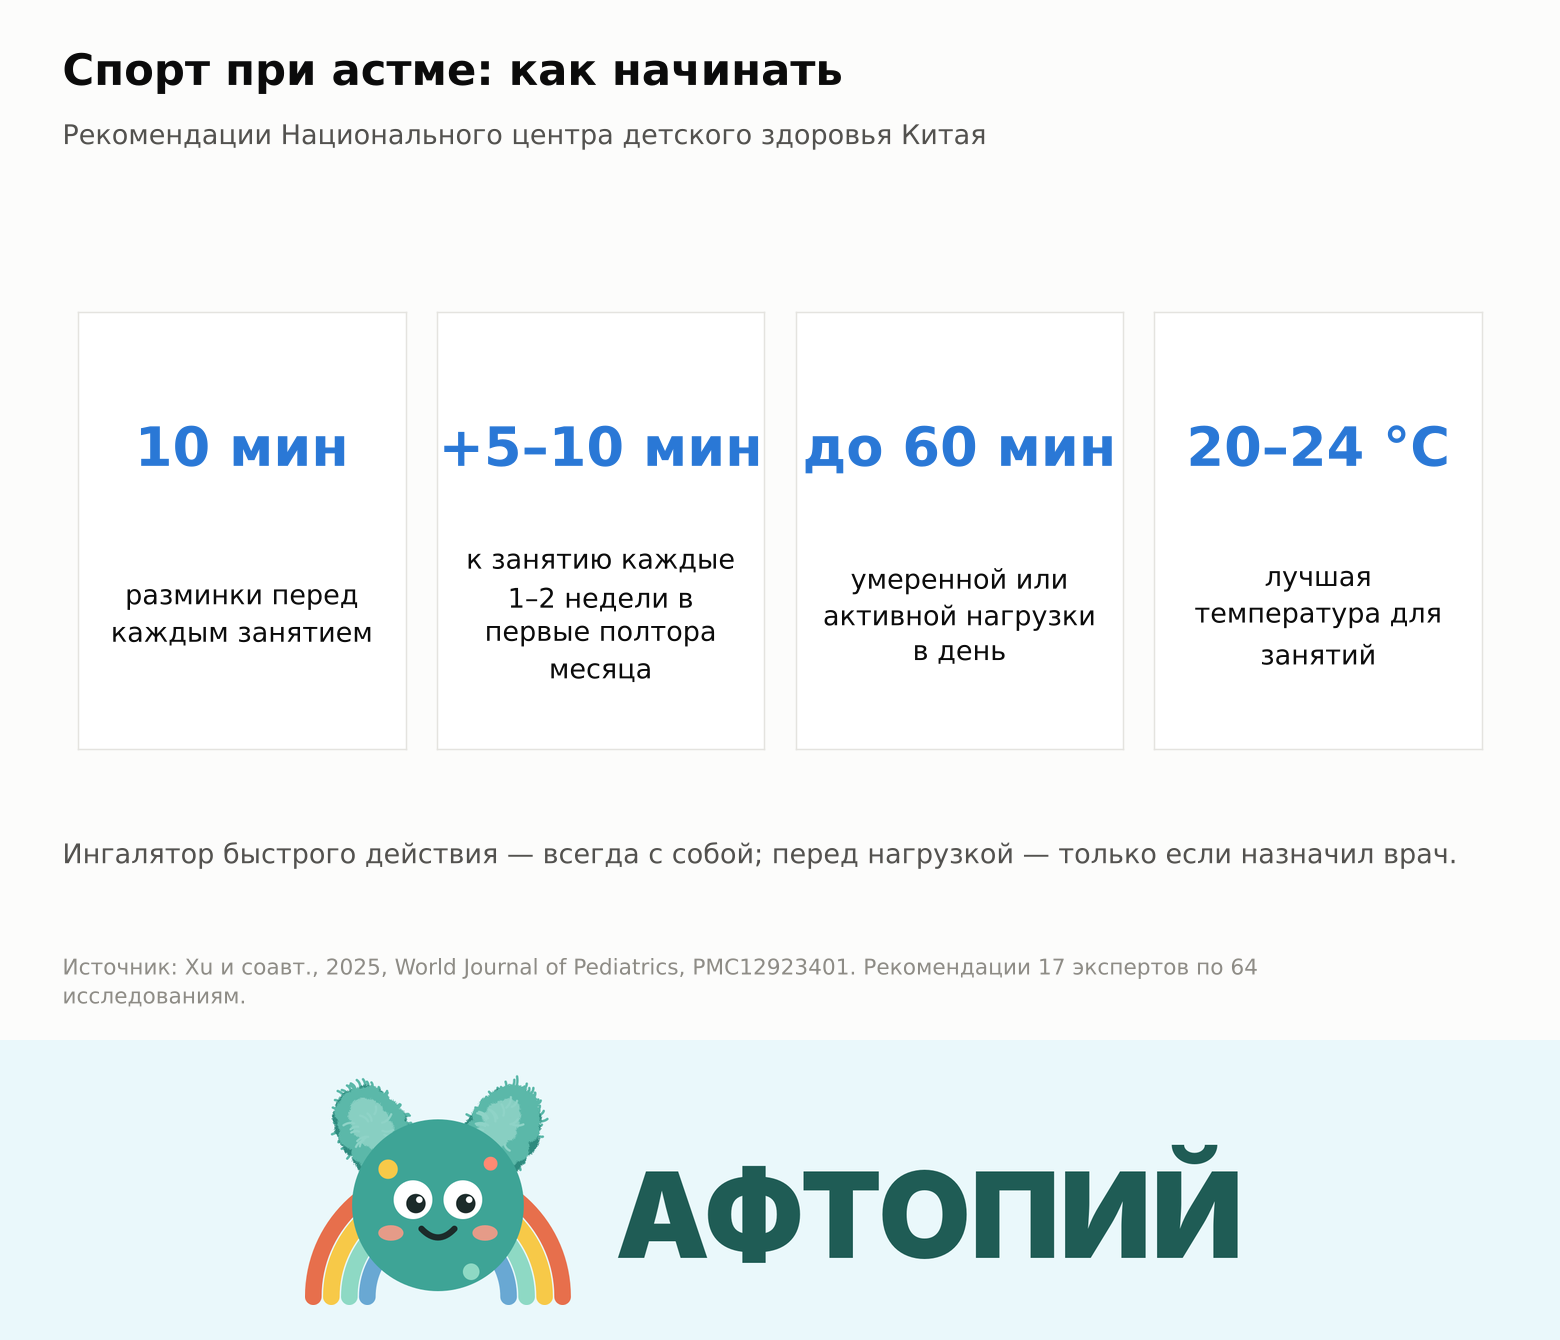 Спорт при астме: как начинать
Рекомендации Национального центра детского здоровья Китая
10 мин
разминки перед
каждым занятием
+5–10 мин
к занятию каждые
1–2 недели в
первые полтора
месяца
до 60 мин
умеренной или
активной нагрузки
в день
20–24 °C
лучшая
температура для
занятий
Ингалятор быстрого действия — всегда с собой; перед нагрузкой — только если назначил врач.
Источник: Xu и соавт., 2025, World Journal of Pediatrics, PMC12923401. Рекомендации 17 экспертов по 64
исследованиям.
АФТОПИЙ